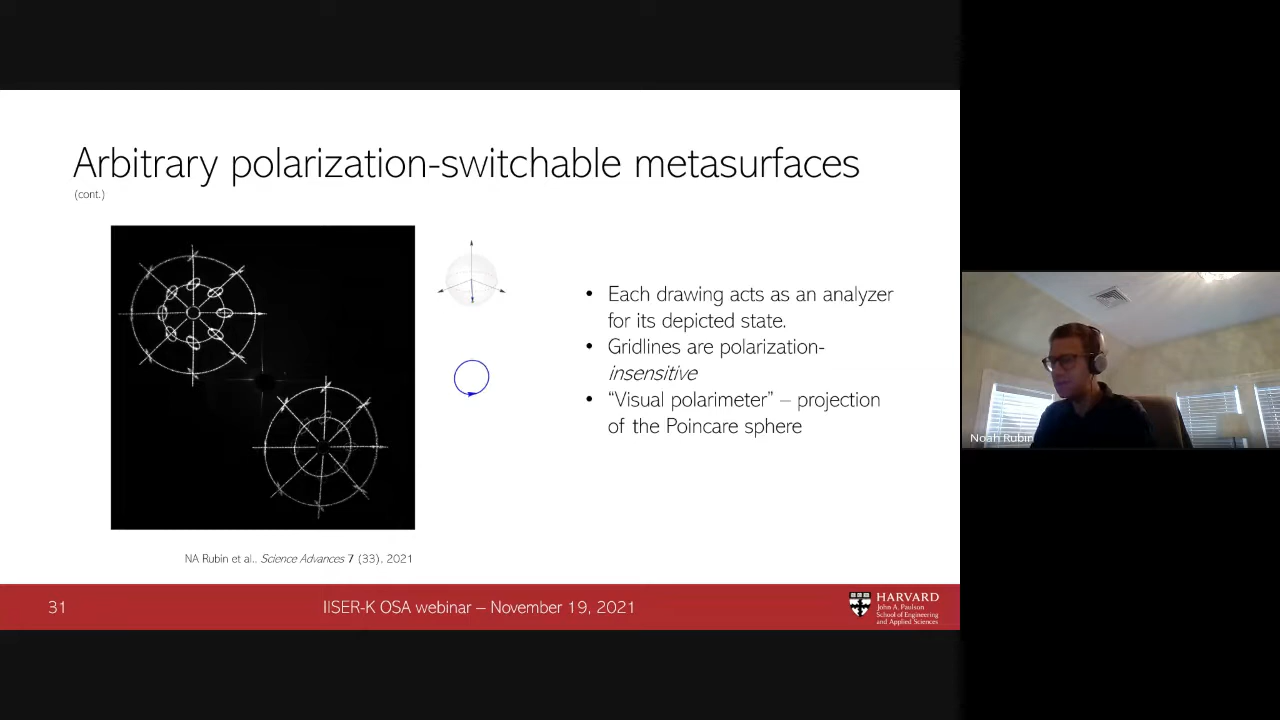 Arbitrary polarization-switchable metasurfaces
(cont.)
• Each drawing acts as an analyzer
for its depicted state.
• Gridlines are polarization-
insensitive
• “Visual polarimeter” – projection
of the Poincare sphere
NA Rubin et al., Science Advances 7 (33), 2021
31
IISER-K OSA webinar – November 19, 2021
HARVARD
John A. Paulson
School of Engineering
and Applied Sciences
Noah Rubin